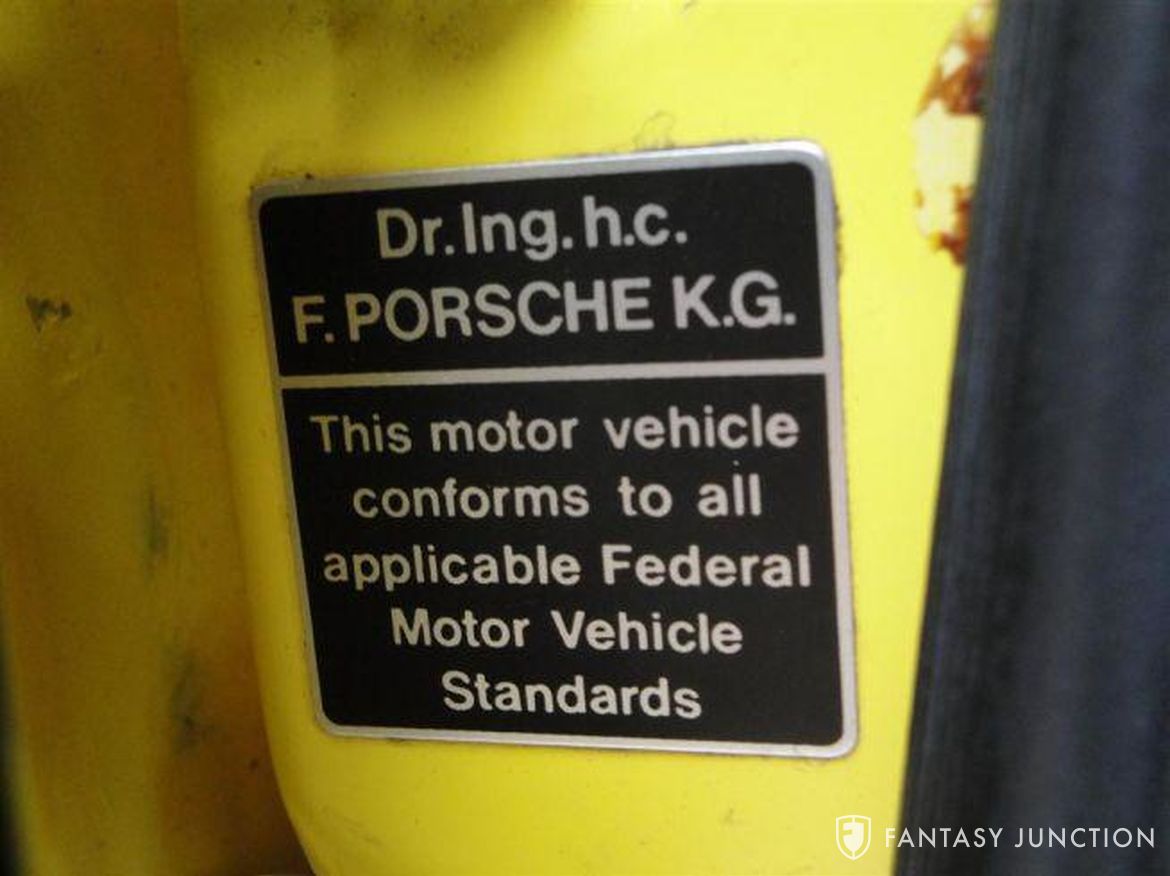 Dr.Ing.h.c.
F. PORSCHE K.G.
This motor vehicle
conforms to all
applicable Federal
Motor Vehicle
Standards
FANTASY JUNCTION